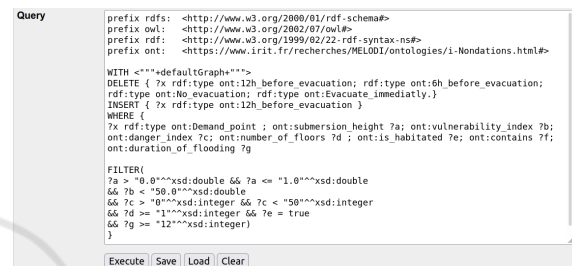 Query
prefix rdfs: <http://www.w3.org/2000/01/rdf-schema#>
prefix owl: <http://www.w3.org/2002/07/owl#>
prefix rdf: <http://www.w3.org/1999/02/22-rdf-syntax-ns#>
prefix ont: <https://www.irit.fr/recherches/MELODI/ontologies/i-Nondations.html#>
WITH <"""+defaultGraph+""">
DELETE { ?x rdf:type ont:12h_before_evacuation; rdf:type ont:6h_before_evacuation;
rdf:type ont:No_evacuation; rdf:type ont:Evacuate_immediatly.}
INSERT { ?x rdf:type ont:12h_before_evacuation }
WHERE {
?x rdf:type ont:Demand_point ; ont:submersion_height ?a; ont:vulnerability_index ?b;
ont:danger_index ?c; ont:number_of_floors ?d ; ont:is_habitated ?e; ont:contains ?f;
ont:duration_of_flooding ?g
FILTER(
?a > "0.0"^^xsd:double && ?a <= "1.0"^^xsd:double
&& ?b < "50.0"^^xsd:double
&& ?c > "0"^^xsd:integer && ?c < "50"^^xsd:integer
&& ?d >= "1"^^xsd:integer && ?e = true
&& ?g >= "12"^^xsd:integer)
}
Execute Save Load Clear